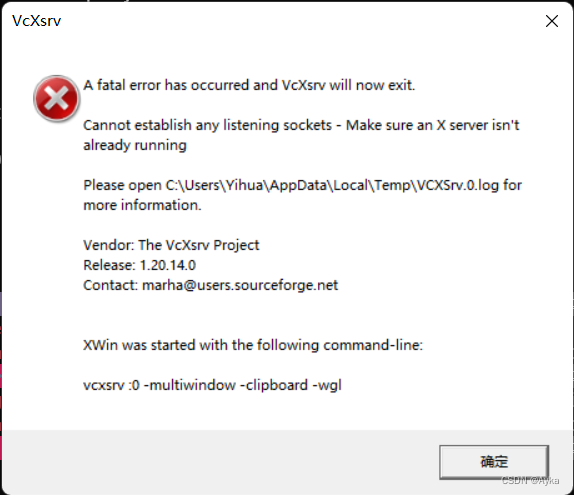 VcXsrv
A fatal error has occurred and VcXsrv will now exit.
Cannot establish any listening sockets - Make sure an X server isn't
already running
Please open C:\Users\Yihua\AppData\Local\Temp\VCXSrv.0.log for
more information.
Vendor: The VcXsrv Project
Release: 1.20.14.0
Contact: marha@users.sourceforge.net
XWin was started with the following command-line:
vcxsrv :0 -multiwindow -clipboard -wgl
确定
CSDN @Ayka